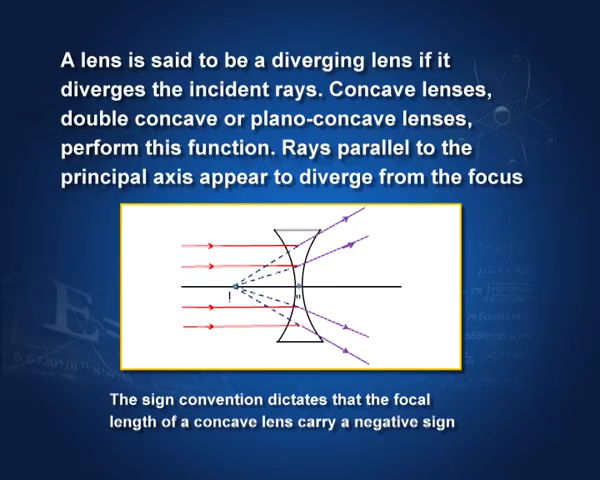 A lens is said to be a diverging lens if it
diverges the incident rays. Concave lenses,
double concave or plano-concave lenses,
perform this function. Rays parallel to the
principal axis appear to diverge from the focus
The sign convention dictates that the focal
length of a concave lens carry a negative sign